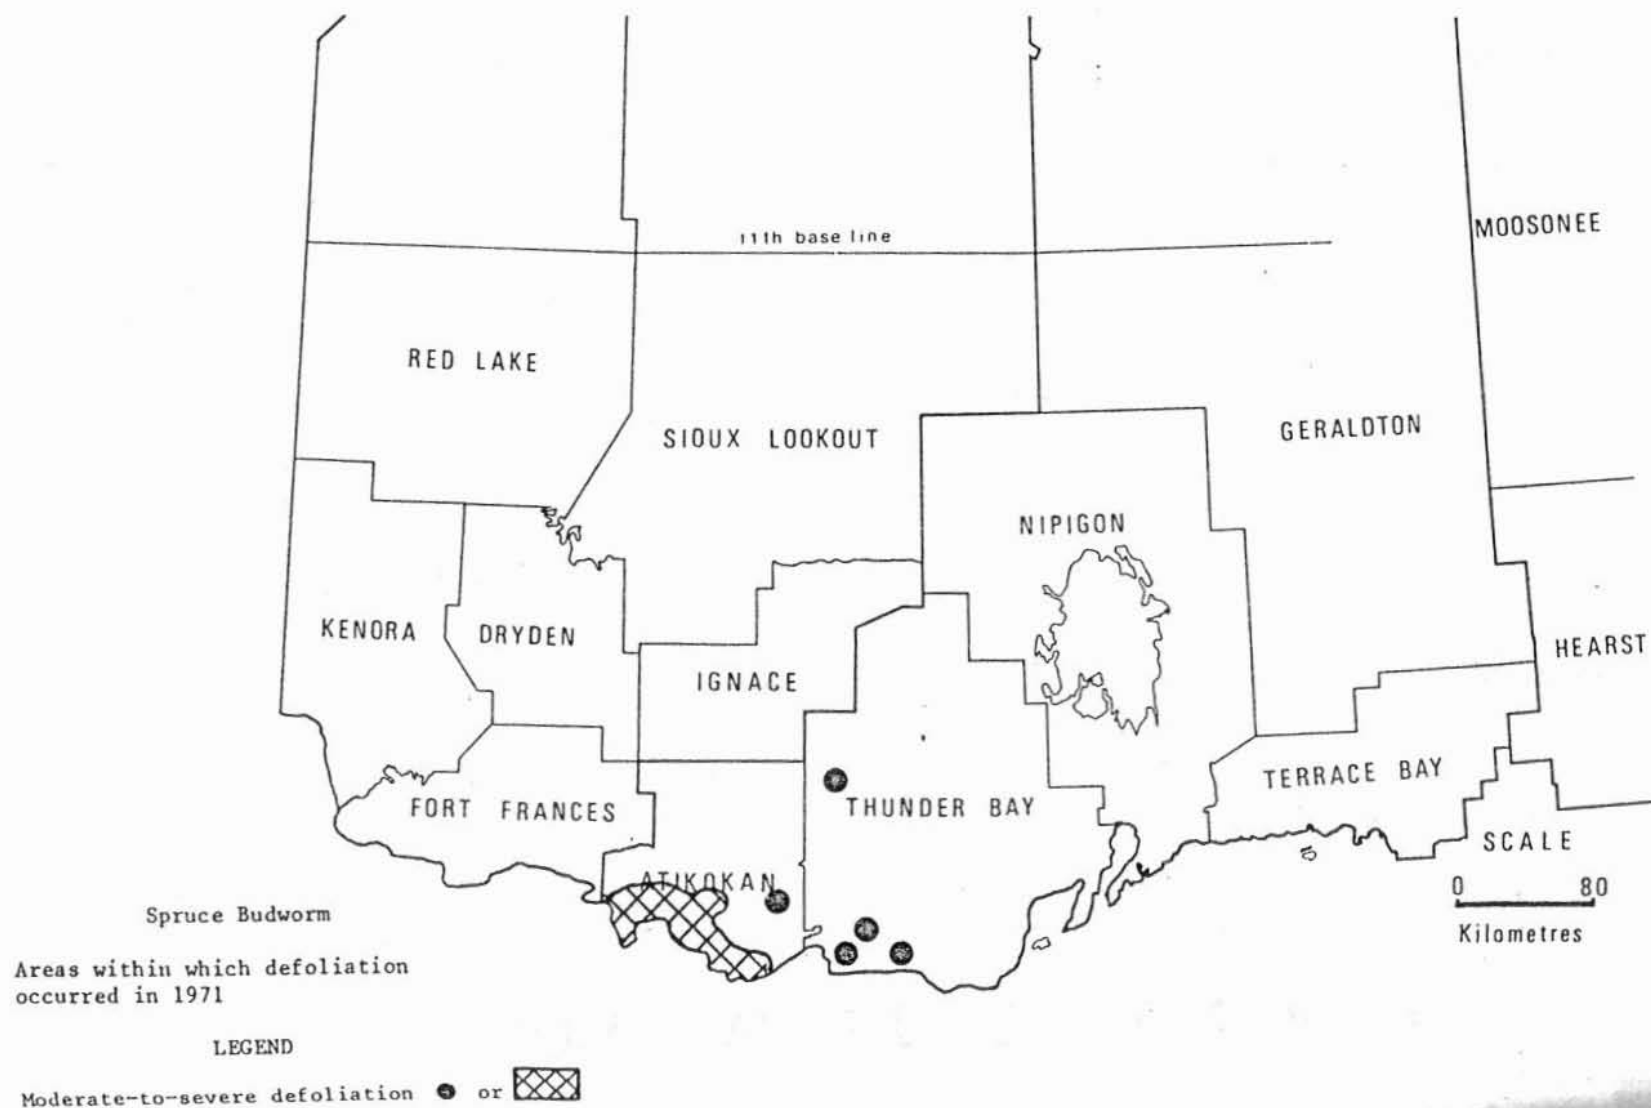 11th base line
MOOSONEE
RED LAKE
SIOUX LOOKOUT
GERALDTON
NIPIGON
KENORA
DRYDEN
IGNACE
HEARST
TERRACE BAY
FORT FRANCES
THUNDER BAY
SCALE
0 80
Kilometres
ATIKOKAN
Spruce Budworm
Areas within which defoliation
occurred in 1971
LEGEND
Moderate-to-severe defoliation or